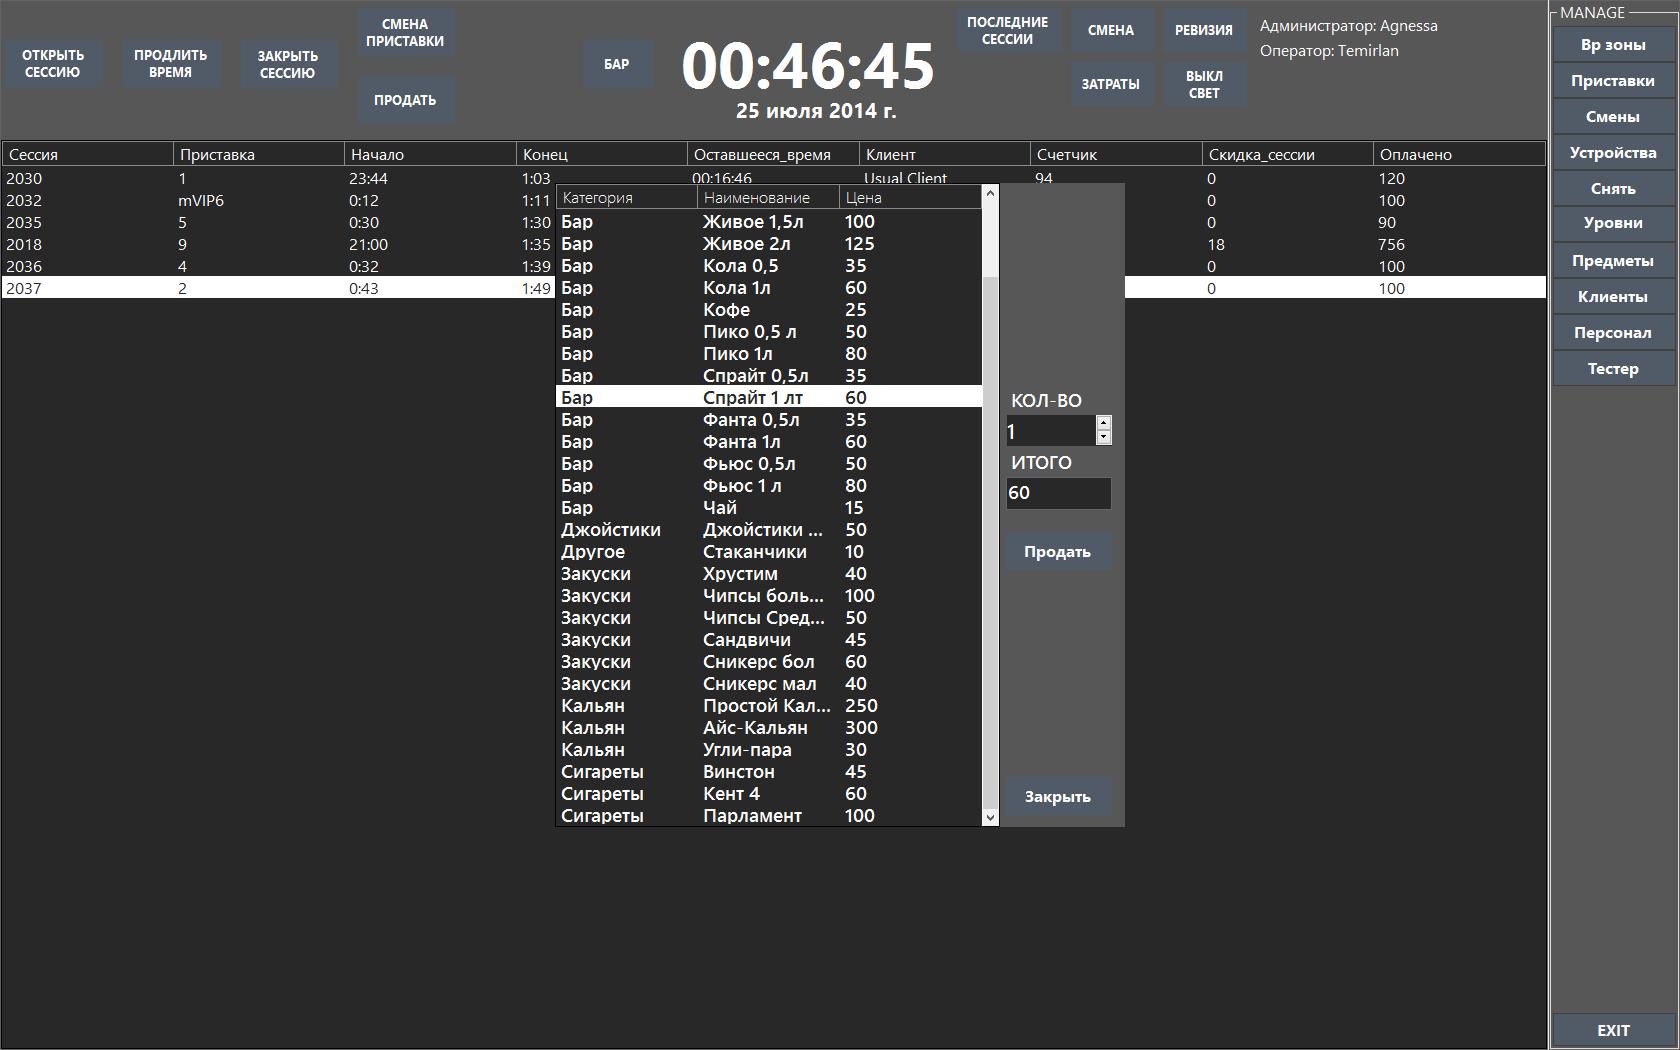 ОТКРЫТЬ
СЕССИЮ
ПРОДЛИТЬ
ВРЕМЯ
ЗАКРЫТЬ
СЕССИЮ
СМЕНА
ПРИСТАВКИ
ПРОДАТЬ
БАР
00:46:45
25 июля 2014 г.
ПОСЛЕДНИЕ
СЕССИИ
СМЕНА
РЕВИЗИЯ
ЗАТРАТЫ
ВЫКЛ
СВЕТ
Администратор: Agnessa
Оператор: Temirlan
Сессия Приставка Начало Конец Оставшееся_время Клиент Счетчик Скидка_сессии Оплачено
2030 1 23:44 1:03 00:16:46 Usual Client 94 0 120
2032 mVIP6 0:12 1:11 0 100
2035 5 0:30 1:30 0 90
2018 9 21:00 1:35 18 756
2036 4 0:32 1:39 0 100
2037 2 0:43 1:49 0 100
Категория Наименование Цена
Бар Живое 1,5л 100
Бар Живое 2л 125
Бар Кола 0,5 35
Бар Кола 1л 60
Бар Кофе 25
Бар Пико 0,5 л 50
Бар Пико 1л 80
Бар Спрайт 0,5л 35
Бар Спрайт 1 лт 60
Бар Фанта 0,5л 35
Бар Фанта 1л 60
Бар Фьюс 0,5л 50
Бар Фьюс 1 л 80
Бар Чай 15
Джойстики Джойстики ... 50
Другое Стаканчики 10
Закуски Хрустим 40
Закуски Чипсы боль... 100
Закуски Чипсы Сред... 50
Закуски Сандвичи 45
Закуски Сникерс бол 60
Закуски Сникерс мал 40
Кальян Простой Кал... 250
Кальян Айс-Кальян 300
Кальян Угли-пара 30
Сигареты Винстон 45
Сигареты Кент 4 60
Сигареты Парламент 100
КОЛ-ВО
1
ИТОГО
60
Продать
Закрыть
MANAGE
Вр зоны
Приставки
Смены
Устройства
Снять
Уровни
Предметы
Клиенты
Персонал
Тестер
EXIT